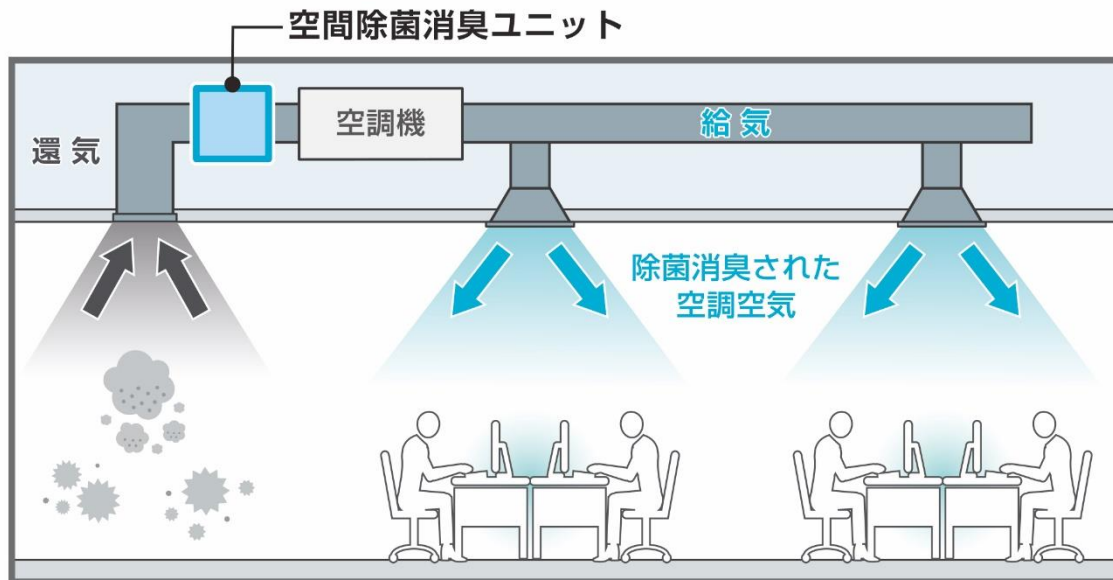 空間除菌消臭ユニット
還気
空調機
給気
除菌消臭された
空調空気